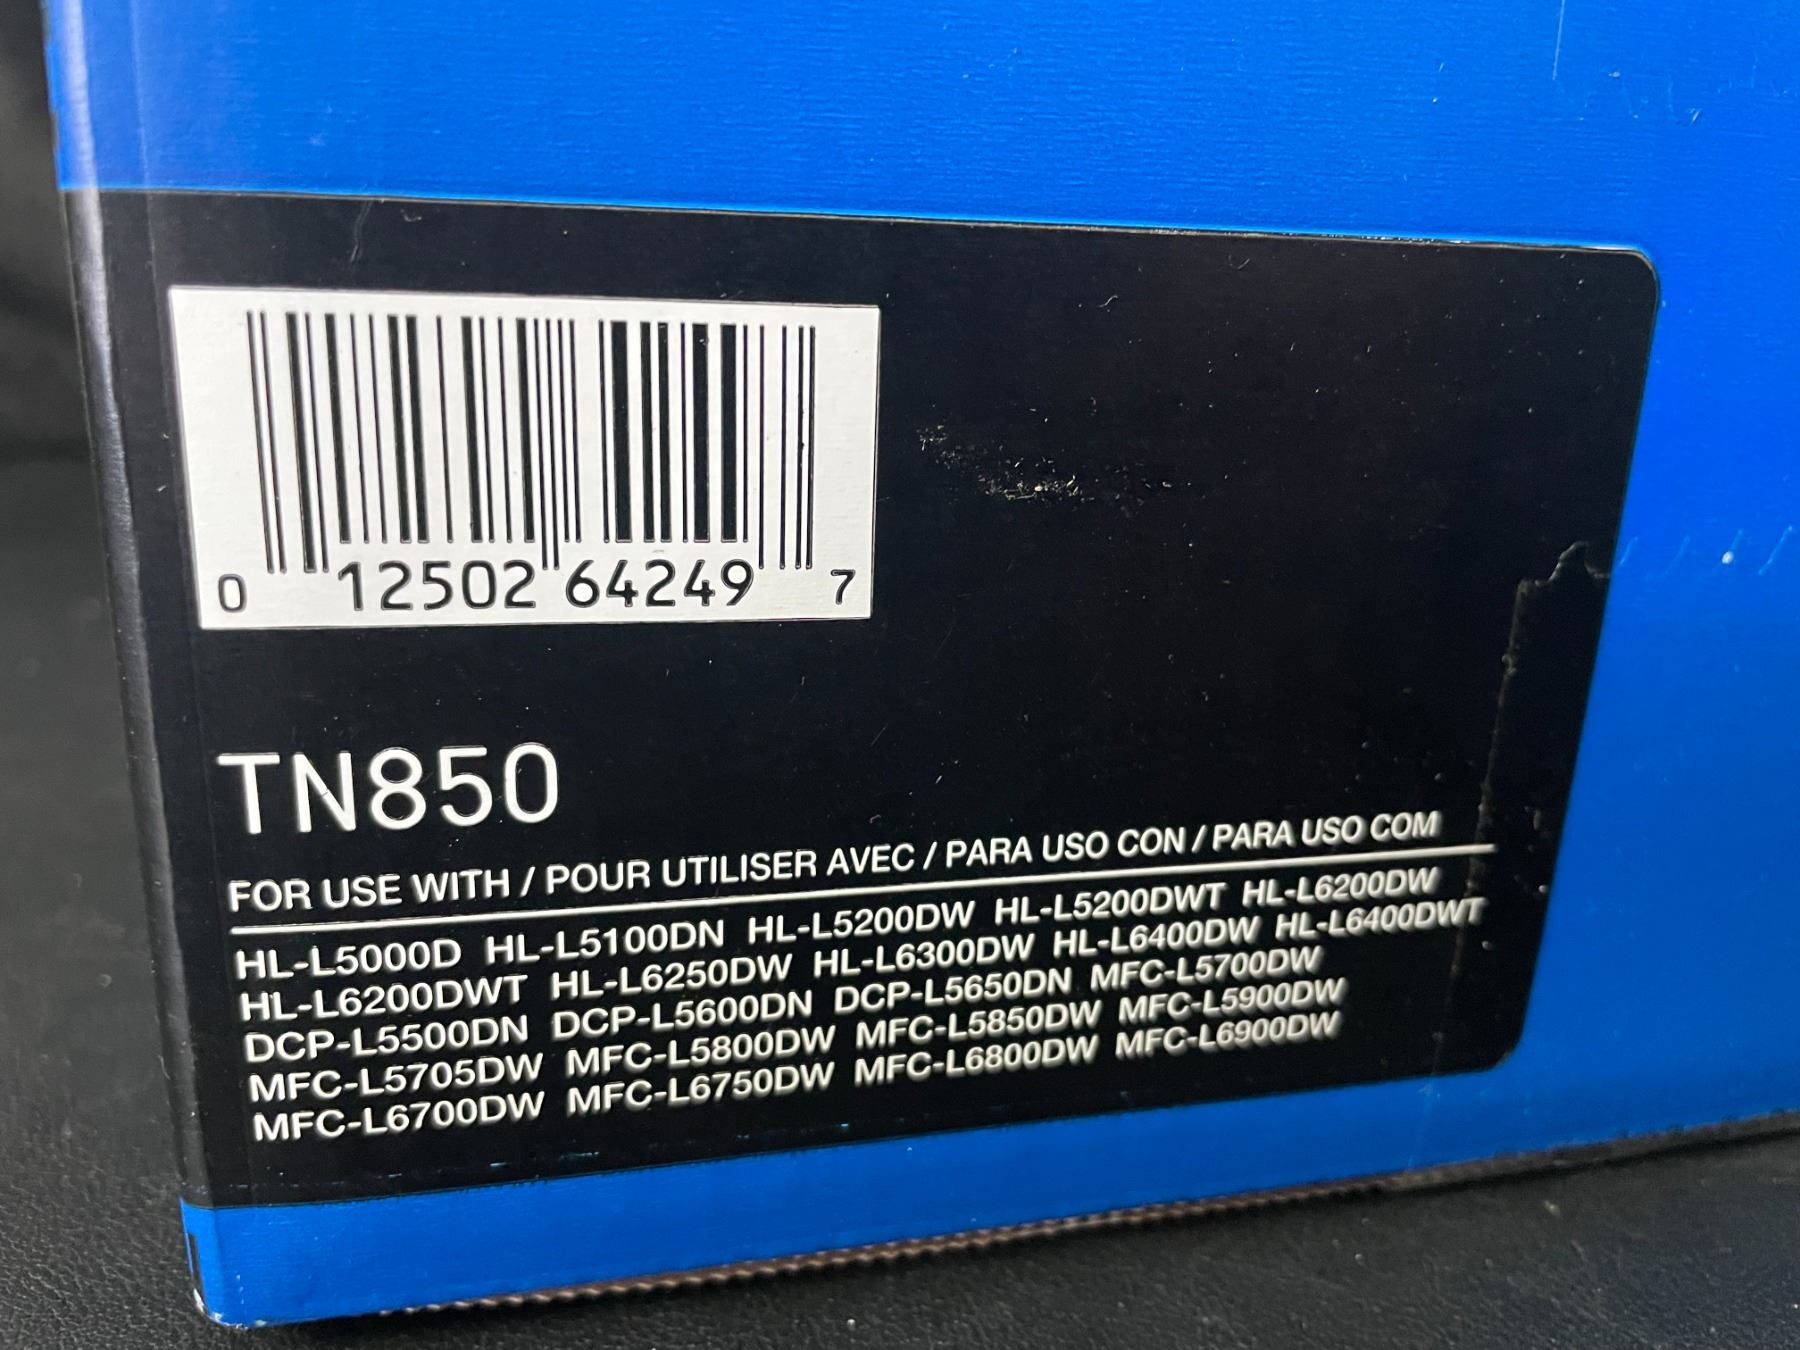 0 12502 64249 7
TN850
FOR USE WITH / POUR UTILISER AVEC / PARA USO CON / PARA USO COM
HL-L5000D HL-L5100DN HL-L5200DW HL-L5200DWT HL-L6200DW
HL-L6200DWT HL-L6250DW HL-L6300DW HL-L6400DW HL-L6400DWT
DCP-L5500DN DCP-L5600DN DCP-L5650DN MFC-L5700DW
MFC-L5705DW MFC-L5800DW MFC-L5850DW MFC-L5900DW
MFC-L6700DW MFC-L6750DW MFC-L6800DW MFC-L6900DW